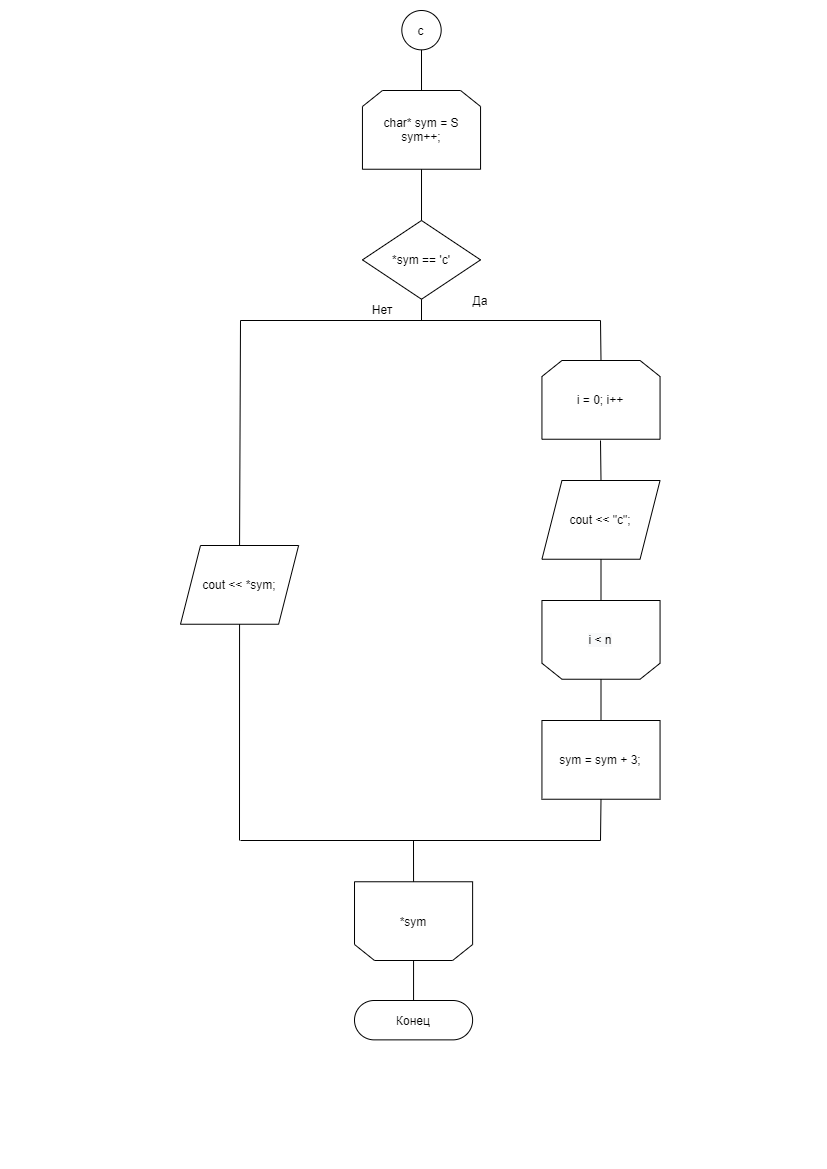 c
char* sym = S
sym++;
*sym == 'c'
Нет
Да
i = 0; i++
cout << "c";
cout << *sym;
i < n
sym = sym + 3;
*sym
Конец